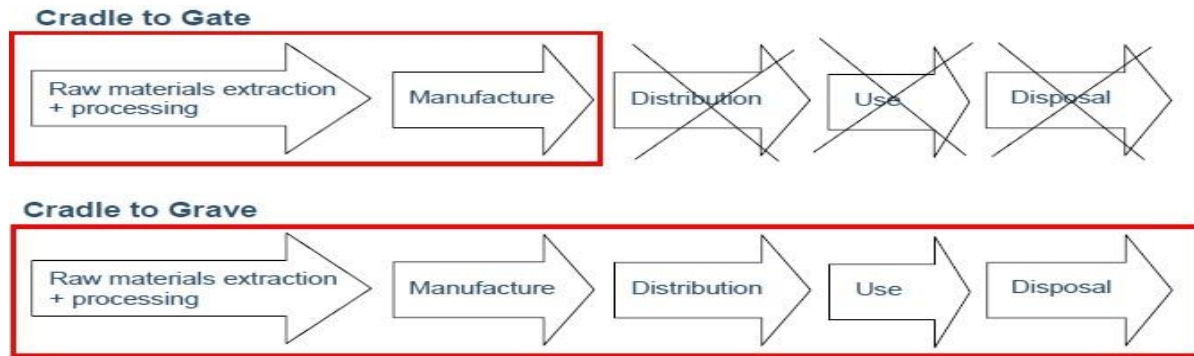 Cradle to Gate
Raw materials extraction
+ processing
Manufacture
Distribution
Use
Disposal
Cradle to Grave
Raw materials extraction
+ processing
Manufacture
Distribution
Use
Disposal